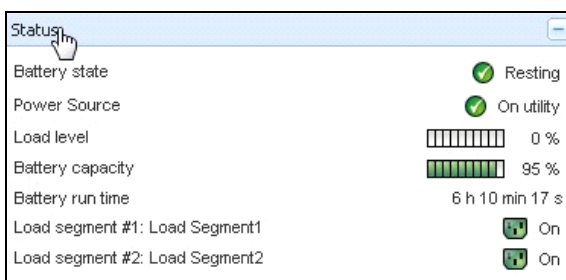 Status
Battery state Resting
Power Source On utility
Load level 0 %
Battery capacity 95 %
Battery run time 6 h 10 min 17 s
Load segment #1: Load Segment1 On
Load segment #2: Load Segment2 On